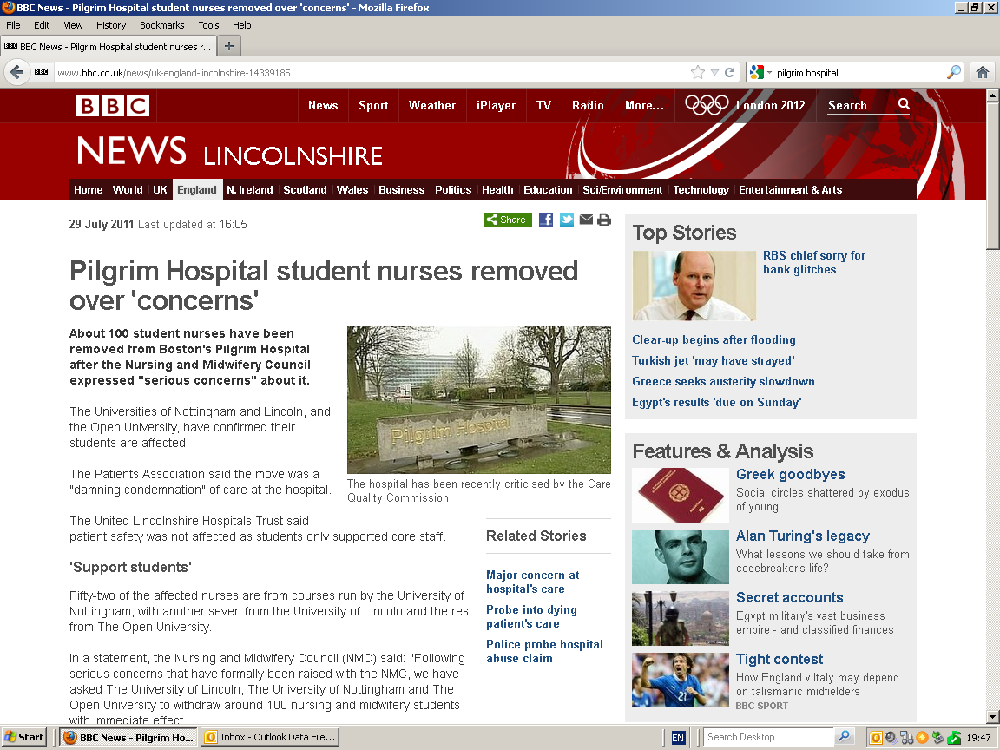 BBC News - Pilgrim Hospital student nurses removed over 'concerns' - Mozilla Firefox
File Edit View History Bookmarks Tools Help
BBC BBC News - Pilgrim Hospital student nurses r... +
BBC www.bbc.co.uk/news/uk-england-lincolnshire-14339185 pilgrim hospital
BBC News Sport Weather iPlayer TV Radio More... London 2012 Search
NEWS LINCOLNSHIRE
Home World UK England N. Ireland Scotland Wales Business Politics Health Education Sci/Environment Technology Entertainment & Arts
29 July 2011 Last updated at 16:05
Share
Pilgrim Hospital student nurses removed
over 'concerns'
About 100 student nurses have been
removed from Boston's Pilgrim Hospital
after the Nursing and Midwifery Council
expressed "serious concerns" about it.
The Universities of Nottingham and Lincoln, and
the Open University, have confirmed their
students are affected.
The Patients Association said the move was a
"damning condemnation" of care at the hospital.
The United Lincolnshire Hospitals Trust said
patient safety was not affected as students only supported core staff.
'Support students'
Fifty-two of the affected nurses are from courses run by the University of
Nottingham, with another seven from the University of Lincoln and the rest
from The Open University.
In a statement, the Nursing and Midwifery Council (NMC) said: "Following
serious concerns that have formally been raised with the NMC, we have
asked The University of Lincoln, The University of Nottingham and The
Open University to withdraw around 100 nursing and midwifery students
with immediate effect
Pilgrim Hospital
The hospital has been recently criticised by the Care
Quality Commission
Related Stories
Major concern at
hospital's care
Probe into dying
patient's care
Police probe hospital
abuse claim
Top Stories
RBS chief sorry for
bank glitches
Clear-up begins after flooding
Turkish jet 'may have strayed'
Greece seeks austerity slowdown
Egypt's results 'due on Sunday'
Features & Analysis
Greek goodbyes
Social circles shattered by exodus
of young
Alan Turing's legacy
What lessons we should take from
codebreaker's life?
Secret accounts
Egypt military's vast business
empire - and classified finances
Tight contest
How England v Italy may depend
on talismanic midfielders
BBC SPORT
21
Start BBC News - Pilgrim Ho... Inbox - Outlook Data File... EN Search Desktop 19:47